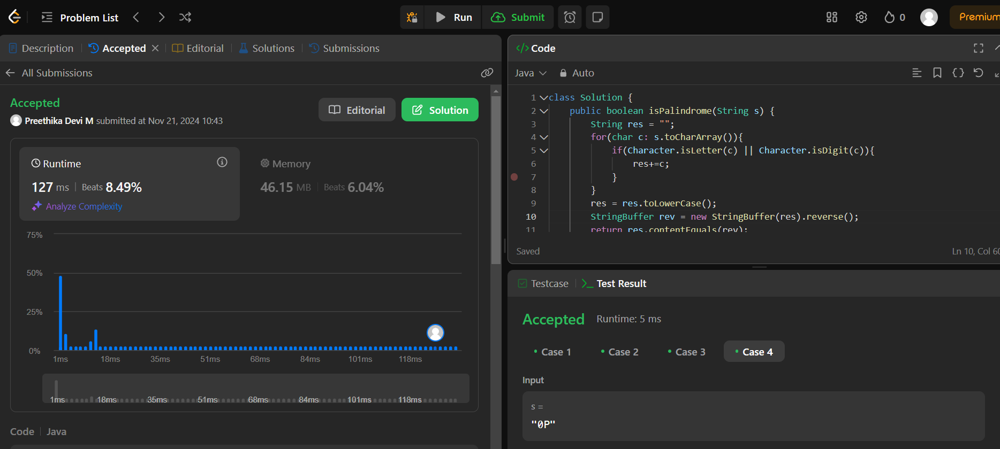 Problem List
Run
Submit
0
Premium
Description
Accepted
Editorial
Solutions
Submissions
All Submissions
Accepted
Preethika Devi M submitted at Nov 21, 2024 10:43
Editorial
Solution
Runtime
127 ms | Beats 8.49%
Analyze Complexity
Memory
46.15 MB | Beats 6.04%
75%
50%
25%
0%
1ms 18ms 35ms 51ms 68ms 84ms 101ms 118ms
1ms 18ms 35ms 51ms 68ms 84ms 101ms 118ms
Code | Java
</> Code
Java
Auto
1 class Solution {
2 public boolean isPalindrome(String s) {
3 String res = "";
4 for(char c: s.toCharArray()){
5 if(Character.isLetter(c) || Character.isDigit(c)){
6 res+=c;
7 }
8 }
9 res = res.toLowerCase();
10 StringBuffer rev = new StringBuffer(res).reverse();
11 return res.contentEquals(rev);
Saved
Ln 10, Col 60
Testcase
Test Result
Accepted Runtime: 5 ms
Case 1
Case 2
Case 3
Case 4
Input
s =
"0P"